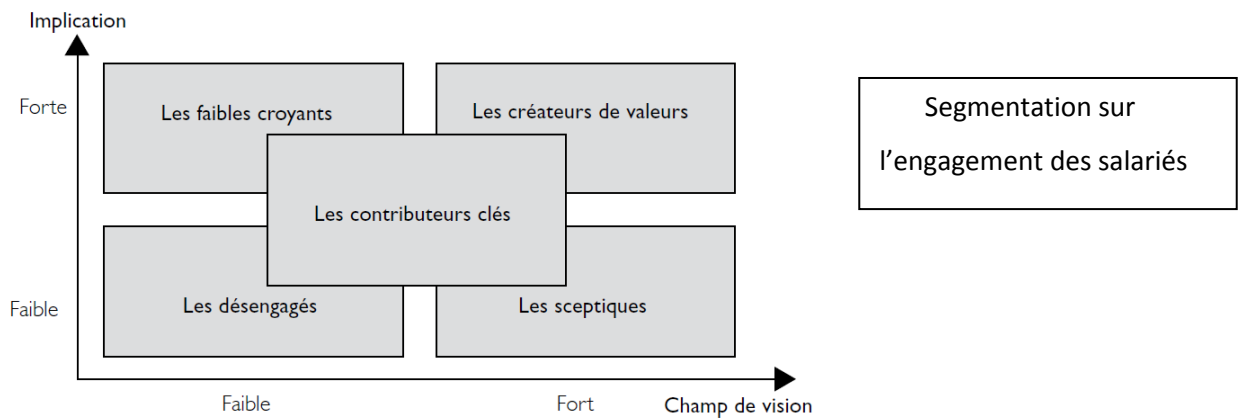 Implication
Forte
Les faibles croyants
Les créateurs de valeurs
Segmentation sur
l’engagement des salariés
Les contributeurs clés
Faible
Les désengagés
Les sceptiques
Faible
Fort
Champ de vision